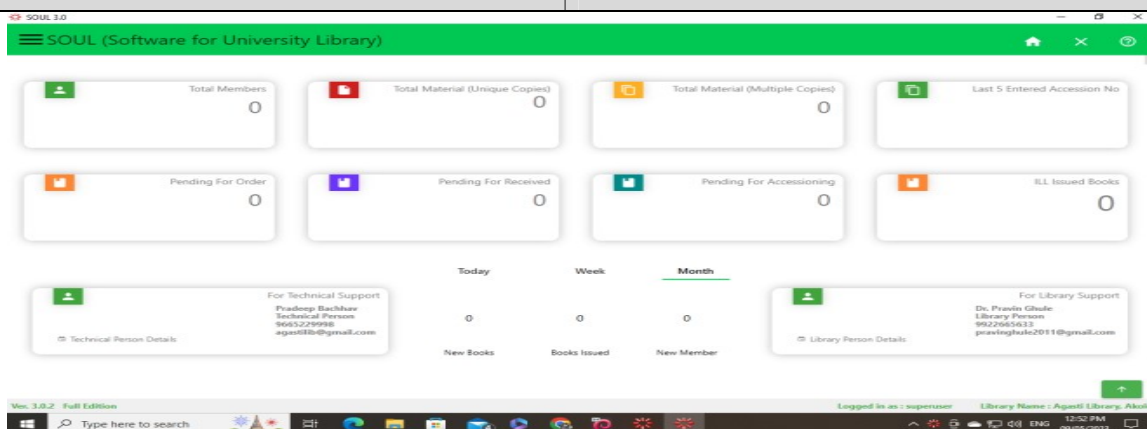 SOUL 3.0
SOUL (Software for University Library)
Total Members
0
Total Material (Unique Copies)
0
Total Material (Multiple Copies)
0
Last 5 Entered Accession No
Pending For Order
0
Pending For Received
0
Pending For Accessioning
0
ILL Issued Books
0
Today Week Month
For Technical Support
Pradeep Bachhav
Technical Person
9665229998
agastilib@gmail.com
Technical Person Details
0 0 0
New Books Books Issued New Member
For Library Support
Dr. Pravin Ghule
Library Person
9922665633
pravinghule2011@gmail.com
Library Person Details
Ver. 3.0.2 Full Edition
Logged in as : superuser Library Name : Agasti Library, Akol
Type here to search
ENG
12:52 PM
09/05/2023